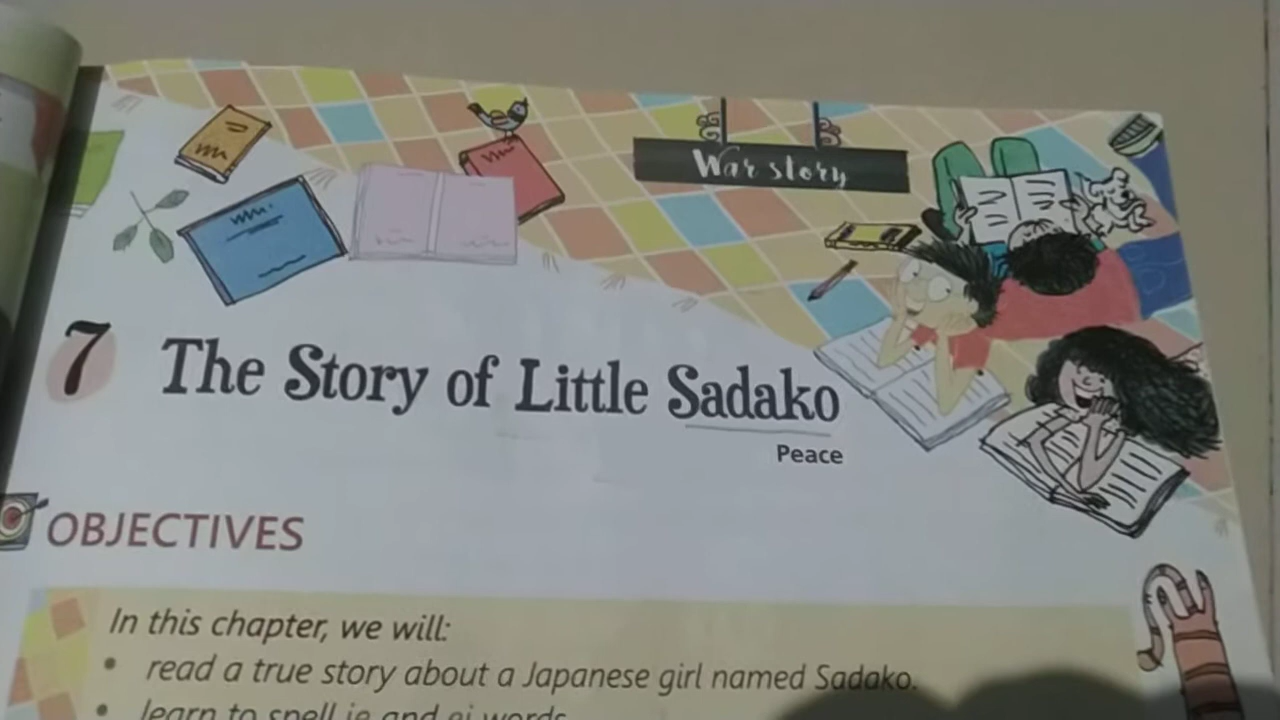 War story
7 The Story of Little Sadako
Peace
OBJECTIVES
In this chapter, we will:
• read a true story about a Japanese girl named Sadako.
• learn to spell ie and ei words